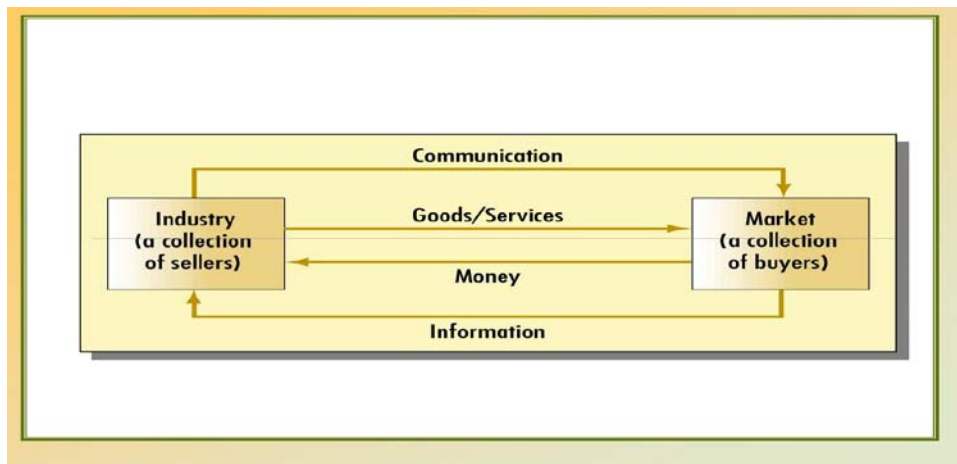 Communication
Industry
(a collection
of sellers)
Goods/Services
Money
Market
(a collection
of buyers)
Information